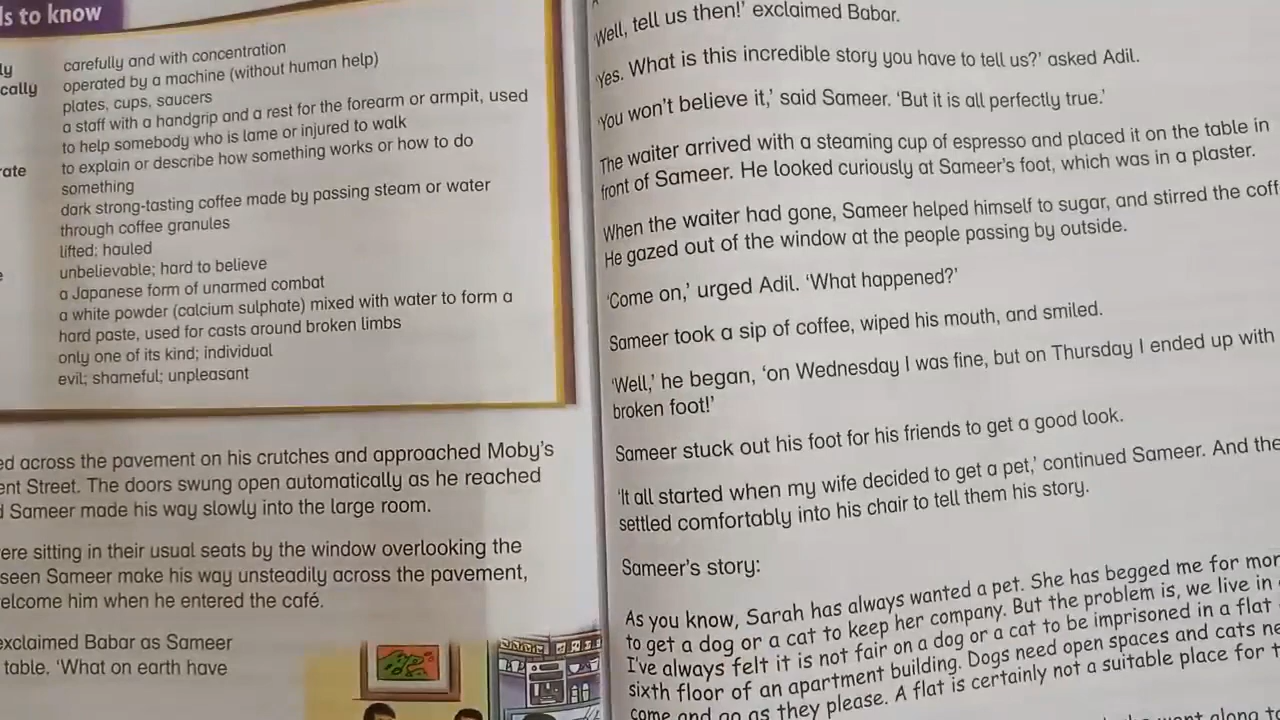 ls to know
ly
cally
rate
e
carefully and with concentration
operated by a machine (without human help)
plates, cups, saucers
a staff with a handgrip and a rest for the forearm or armpit, used
to help somebody who is lame or injured to walk
to explain or describe how something works or how to do
something
dark strong-tasting coffee made by passing steam or water
through coffee granules
lifted; hauled
unbelievable; hard to believe
a Japanese form of unarmed combat
a white powder (calcium sulphate) mixed with water to form a
hard paste, used for casts around broken limbs
only one of its kind; individual
evil; shameful; unpleasant
ed across the pavement on his crutches and approached Moby's
ent Street. The doors swung open automatically as he reached
d Sameer made his way slowly into the large room.
ere sitting in their usual seats by the window overlooking the
seen Sameer make his way unsteadily across the pavement,
elcome him when he entered the café.
exclaimed Babar as Sameer
table. 'What on earth have
'Well, tell us then!' exclaimed Babar.
'Yes. What is this incredible story you have to tell us?' asked Adil.
'You won't believe it,' said Sameer. 'But it is all perfectly true.'
The waiter arrived with a steaming cup of espresso and placed it on the table in
front of Sameer. He looked curiously at Sameer's foot, which was in a plaster.
When the waiter had gone, Sameer helped himself to sugar, and stirred the coff
He gazed out of the window at the people passing by outside.
'Come on,' urged Adil. 'What happened?'
Sameer took a sip of coffee, wiped his mouth, and smiled.
'Well,' he began, 'on Wednesday I was fine, but on Thursday I ended up with
broken foot!'
Sameer stuck out his foot for his friends to get a good look.
'It all started when my wife decided to get a pet,' continued Sameer. And the
settled comfortably into his chair to tell them his story.
Sameer's story:
As you know, Sarah has always wanted a pet. She has begged me for mor
to get a dog or a cat to keep her company. But the problem is, we live in
I've always felt it is not fair on a dog or a cat to be imprisoned in a flat
sixth floor of an apartment building. Dogs need open spaces and cats ne
come and go as they please. A flat is certainly not a suitable place for t
went along to